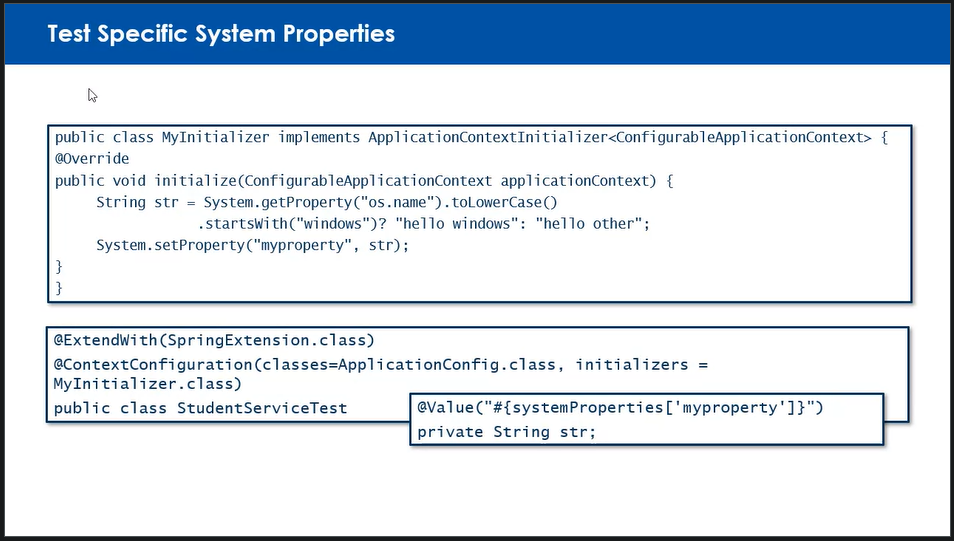 Test Specific System Properties
public class MyInitializer implements ApplicationContextInitializer<ConfigurableApplicationContext> {
@Override
public void initialize(ConfigurableApplicationContext applicationContext) {
String str = System.getProperty("os.name").toLowerCase()
.startsWith("windows")? "hello windows": "hello other";
System.setProperty("myproperty", str);
}
}
@ExtendWith(SpringExtension.class)
@ContextConfiguration(classes=ApplicationConfig.class, initializers =
MyInitializer.class)
public class StudentServiceTest
@Value("#{systemProperties['myproperty']}")
private String str;